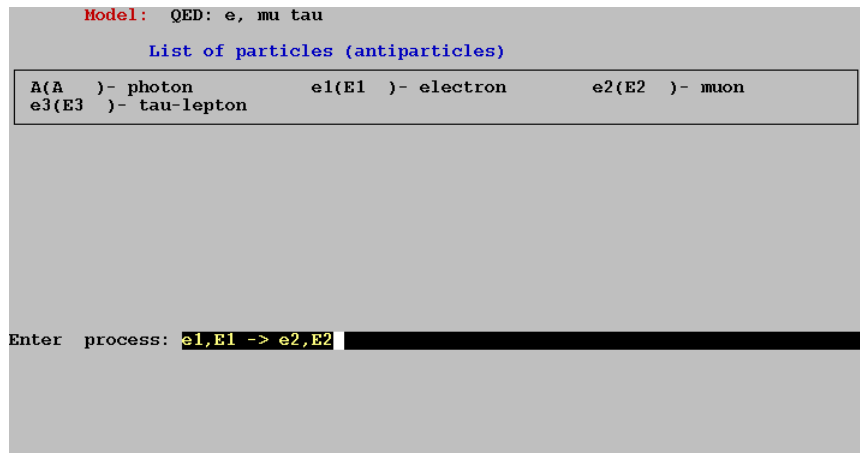 Model: QED: e, mu tau
List of particles (antiparticles)
A(A )- photon e1(E1 )- electron e2(E2 )- muon
e3(E3 )- tau-lepton
Enter process: e1,E1 -> e2,E2